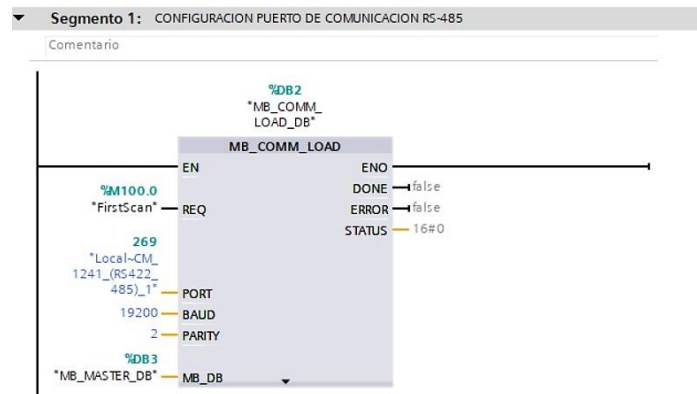 Segmento 1: CONFIGURACION PUERTO DE COMUNICACION RS-485
Comentario
%DB2
"MB_COMM_
LOAD_DB"
MB_COMM_LOAD
EN ENO
DONE false
%M100.0
"FirstScan" REQ ERROR false
STATUS 16#0
269
"Local~CM_
1241_(RS422_
485)_1" PORT
19200 BAUD
2 PARITY
%DB3
"MB_MASTER_DB" MB_DB